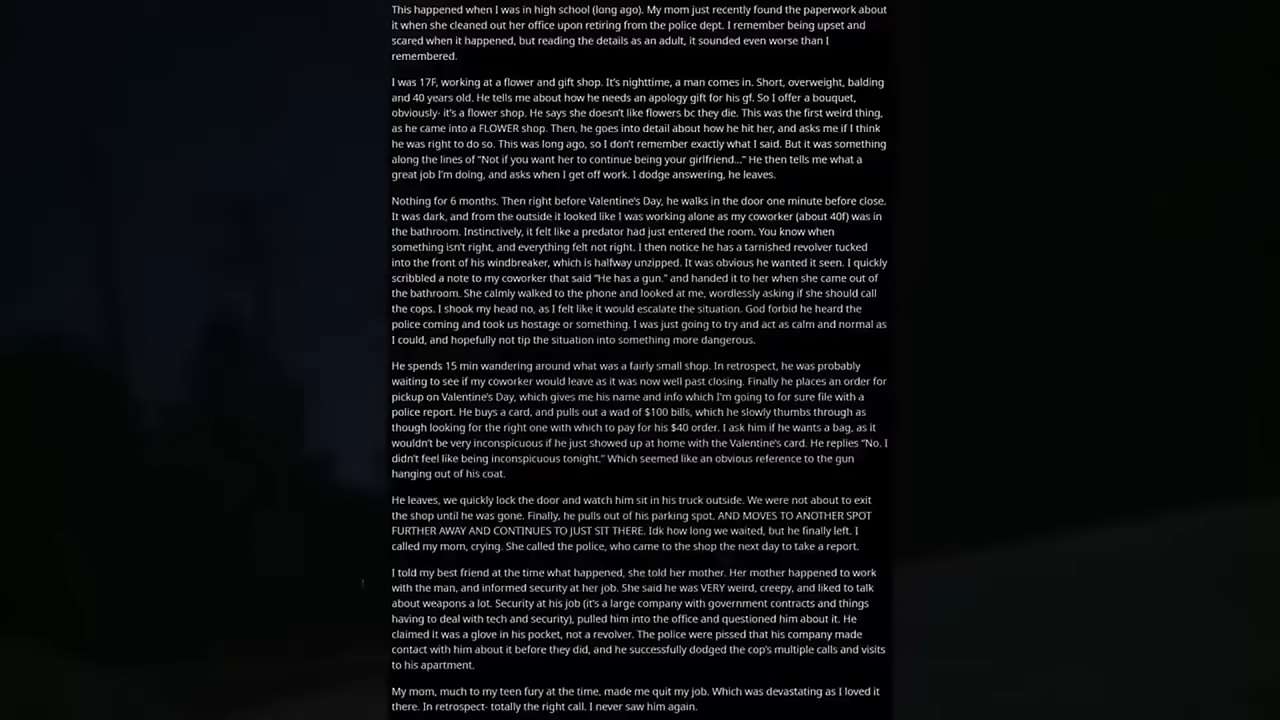 This happened when I was in high school (long ago). My mom just recently found the paperwork about
it when she cleaned out her office upon retiring from the police dept. I remember being upset and
scared when it happened, but reading the details as an adult, it sounded even worse than I
remembered.
I was 17F, working at a flower and gift shop. It's nighttime, a man comes in. Short, overweight, balding
and 40 years old. He tells me about how he needs an apology gift for his gf. So I offer a bouquet,
obviously- it's a flower shop. He says she doesn't like flowers bc they die. This was the first weird thing,
as he came into a FLOWER shop. Then, he goes into detail about how he hit her, and asks me if I think
he was right to do so. This was long ago, so I don't remember exactly what I said. But it was something
along the lines of "Not if you want her to continue being your girlfriend..." He then tells me what a
great job I'm doing, and asks when I get off work. I dodge answering, he leaves.
Nothing for 6 months. Then right before Valentine's Day, he walks in the door one minute before close.
It was dark, and from the outside it looked like I was working alone as my coworker (about 40f) was in
the bathroom. Instinctively, it felt like a predator had just entered the room. You know when
something isn't right, and everything felt not right. I then notice he has a tarnished revolver tucked
into the front of his windbreaker, which is halfway unzipped. It was obvious he wanted it seen. I quickly
scribbled a note to my coworker that said "He has a gun." and handed it to her when she came out of
the bathroom. She calmly walked to the phone and looked at me, wordlessly asking if she should call
the cops. I shook my head no, as I felt like it would escalate the situation. God forbid he heard the
police coming and took us hostage or something. I was just going to try and act as calm and normal as
I could, and hopefully not tip the situation into something more dangerous.
He spends 15 min wandering around what was a fairly small shop. In retrospect, he was probably
waiting to see if my coworker would leave as it was now well past closing. Finally he places an order for
pickup on Valentine's Day, which gives me his name and info which I'm going to for sure file with a
police report. He buys a card, and pulls out a wad of $100 bills, which he slowly thumbs through as
though looking for the right one with which to pay for his $40 order. I ask him if he wants a bag, as it
wouldn't be very inconspicuous if he just showed up at home with the Valentine's card. He replies "No. I
didn't feel like being inconspicuous tonight." Which seemed like an obvious reference to the gun
hanging out of his coat.
He leaves, we quickly lock the door and watch him sit in his truck outside. We were not about to exit
the shop until he was gone. Finally, he pulls out of his parking spot. AND MOVES TO ANOTHER SPOT
FURTHER AWAY AND CONTINUES TO JUST SIT THERE. Idk how long we waited, but he finally left. I
called my mom, crying. She called the police, who came to the shop the next day to take a report.
I told my best friend at the time what happened, she told her mother. Her mother happened to work
with the man, and informed security at her job. She said he was VERY weird, creepy, and liked to talk
about weapons a lot. Security at his job (it's a large company with government contracts and things
having to deal with tech and security), pulled him into the office and questioned him about it. He
claimed it was a glove in his pocket, not a revolver. The police were pissed that his company made
contact with him about it before they did, and he successfully dodged the cop's multiple calls and visits
to his apartment.
My mom, much to my teen fury at the time, made me quit my job. Which was devastating as I loved it
there. In retrospect- totally the right call. I never saw him again.